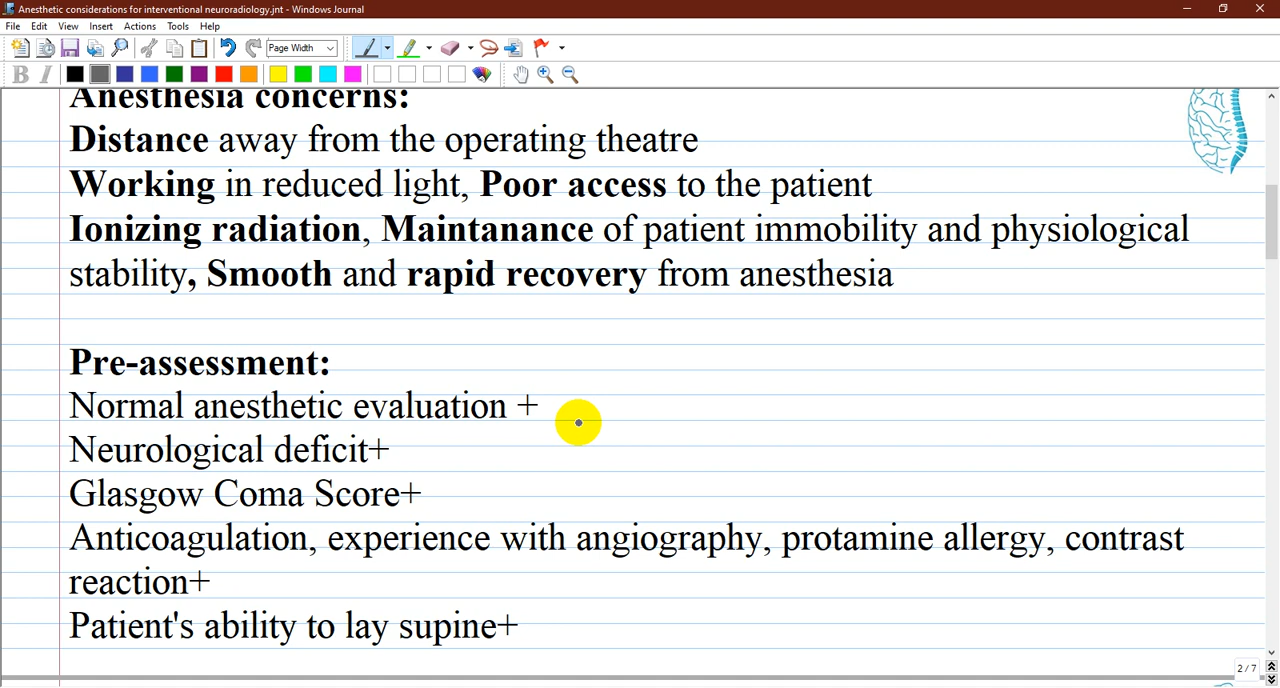 Anesthetic considerations for interventional neuroradiology.jnt - Windows Journal
File Edit View Insert Actions Tools Help
Page Width
B I
Anesthesia concerns:
Distance away from the operating theatre
Working in reduced light, Poor access to the patient
Ionizing radiation, Maintanance of patient immobility and physiological
stability, Smooth and rapid recovery from anesthesia
Pre-assessment:
Normal anesthetic evaluation +
Neurological deficit+
Glasgow Coma Score+
Anticoagulation, experience with angiography, protamine allergy, contrast
reaction+
Patient's ability to lay supine+
2 / 7